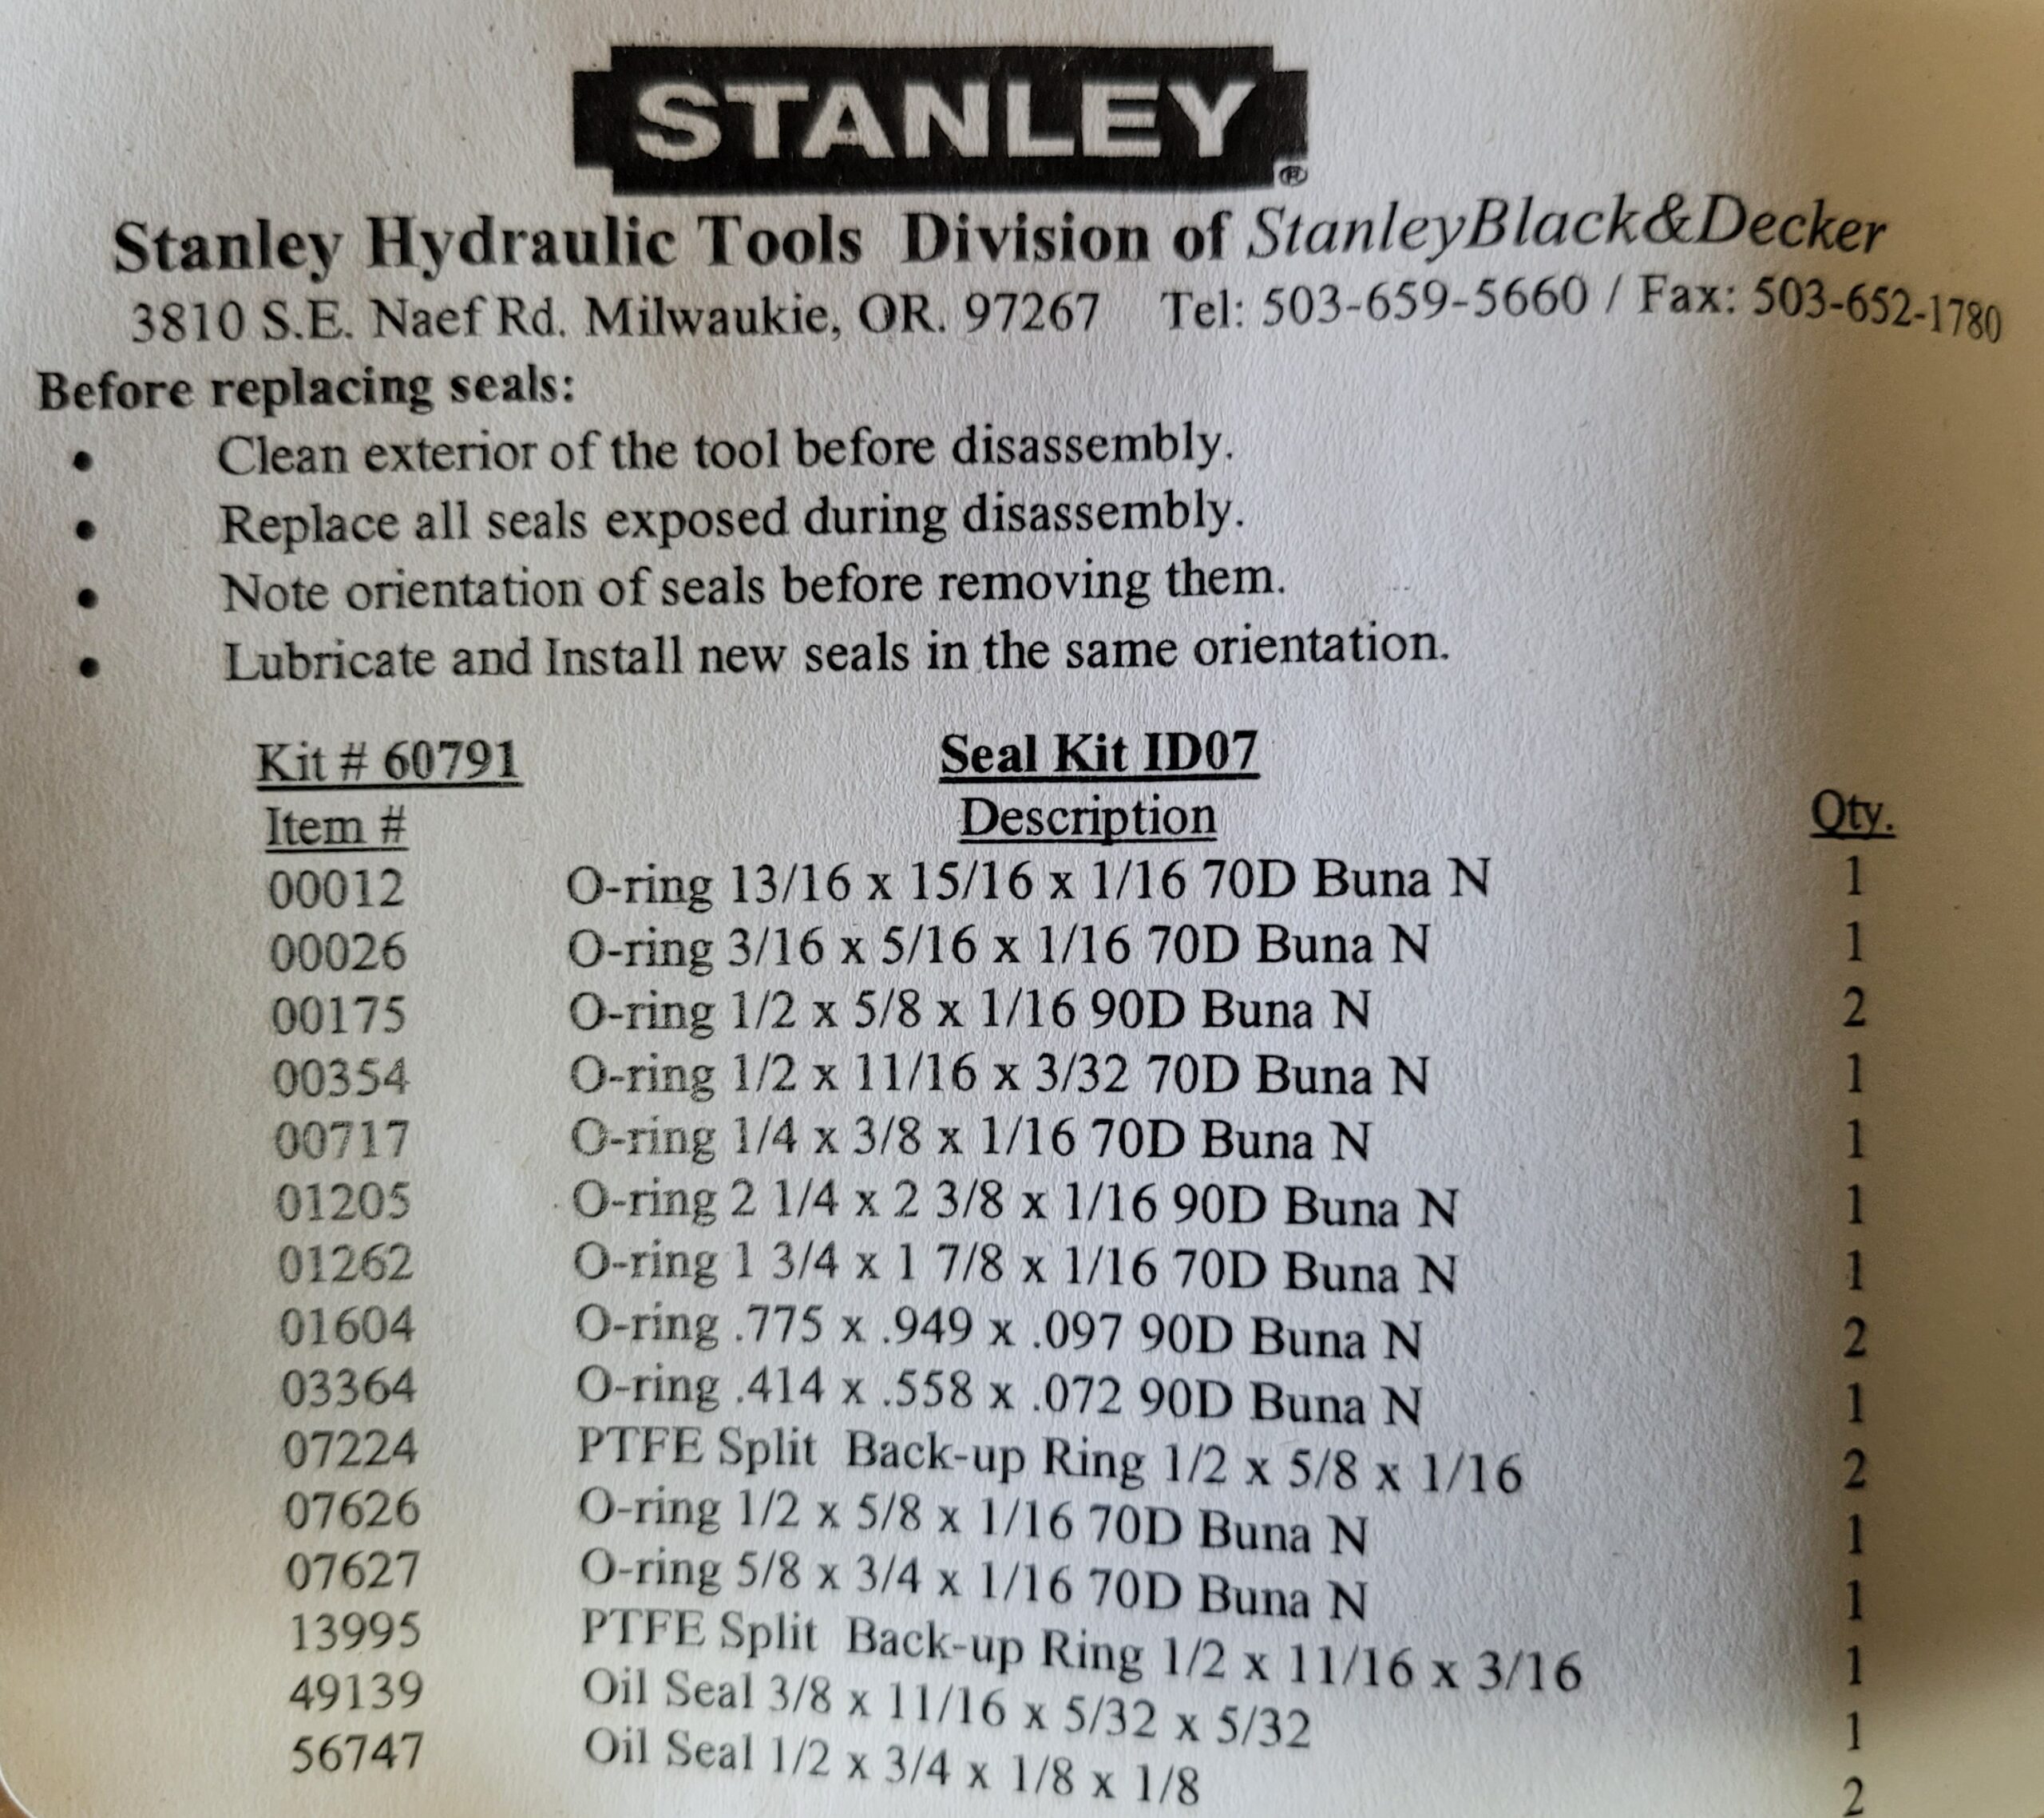 STANLEY®
Stanley Hydraulic Tools Division of StanleyBlack&Decker
3810 S.E. Naef Rd. Milwaukie, OR. 97267 Tel: 503-659-5660 / Fax: 503-652-1780
Before replacing seals:
• Clean exterior of the tool before disassembly.
• Replace all seals exposed during disassembly.
• Note orientation of seals before removing them.
• Lubricate and Install new seals in the same orientation.
Kit # 60791 Seal Kit ID07
Item # Description Qty.
00012 O-ring 13/16 x 15/16 x 1/16 70D Buna N 1
00026 O-ring 3/16 x 5/16 x 1/16 70D Buna N 1
00175 O-ring 1/2 x 5/8 x 1/16 90D Buna N 2
00354 O-ring 1/2 x 11/16 x 3/32 70D Buna N 1
00717 O-ring 1/4 x 3/8 x 1/16 70D Buna N 1
01205 O-ring 2 1/4 x 2 3/8 x 1/16 90D Buna N 1
01262 O-ring 1 3/4 x 1 7/8 x 1/16 70D Buna N 1
01604 O-ring .775 x .949 x .097 90D Buna N 2
03364 O-ring .414 x .558 x .072 90D Buna N 1
07224 PTFE Split Back-up Ring 1/2 x 5/8 x 1/16 2
07626 O-ring 1/2 x 5/8 x 1/16 70D Buna N 1
07627 O-ring 5/8 x 3/4 x 1/16 70D Buna N 1
13995 PTFE Split Back-up Ring 1/2 x 11/16 x 3/16 1
49139 Oil Seal 3/8 x 11/16 x 5/32 x 5/32 1
56747 Oil Seal 1/2 x 3/4 x 1/8 x 1/8 2